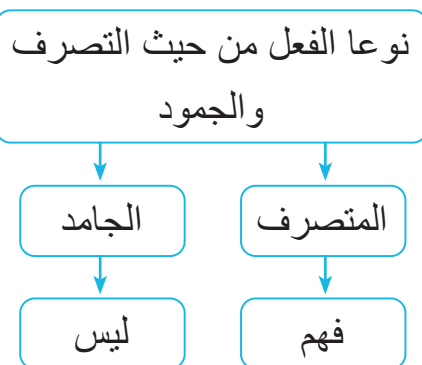 نوعا الفعل من حيث التصرف
والجمود
المتصرف
الجامد
فهم
ليس